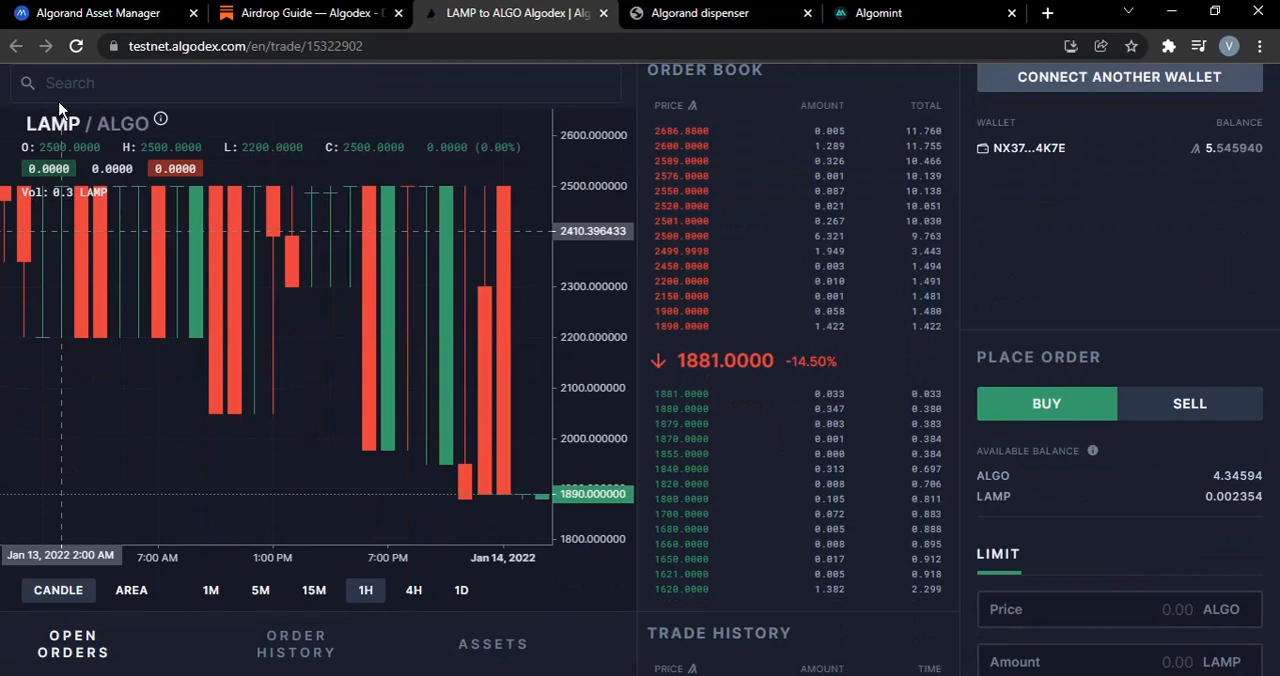 Algorand Asset Manager
Airdrop Guide — Algodex -
LAMP to ALGO Algodex | Alg
Algorand dispenser
Algomint
testnet.algodex.com/en/trade/15322902
V
Search
LAMP / ALGO
O: 2500.0000 H: 2500.0000 L: 2200.0000 C: 2500.0000 0.0000 (0.00%)
0.0000 0.0000 0.0000
Vol: 0.3 LAMP
2600.000000
2500.000000
2410.396433
2300.000000
2200.000000
2100.000000
2000.000000
1890.000000
1800.000000
Jan 13, 2022 2:00 AM 7:00 AM 1:00 PM 7:00 PM Jan 14, 2022
CANDLE AREA 1M 5M 15M 1H 4H 1D
OPEN ORDERS
ORDER HISTORY
ASSETS
ORDER BOOK
PRICE AMOUNT TOTAL
2686.8800 0.005 11.760
2600.0000 1.289 11.755
2589.0000 0.326 10.466
2576.0000 0.001 10.139
2550.0000 0.087 10.138
2520.0000 0.021 10.051
2501.0000 0.267 10.030
2500.0000 6.321 9.763
2499.9998 1.949 3.443
2450.0000 0.003 1.494
2200.0000 0.010 1.491
2150.0000 0.001 1.481
1900.0000 0.058 1.480
1890.0000 1.422 1.422
1881.0000 -14.50%
1881.0000 0.033 0.033
1880.0000 0.347 0.380
1879.0000 0.003 0.383
1870.0000 0.001 0.384
1855.0000 0.000 0.384
1840.0000 0.313 0.697
1820.0000 0.008 0.706
1800.0000 0.105 0.811
1700.0000 0.072 0.883
1680.0000 0.005 0.888
1660.0000 0.008 0.895
1650.0000 0.017 0.912
1621.0000 0.005 0.918
1620.0000 1.382 2.299
TRADE HISTORY
PRICE AMOUNT TIME
CONNECT ANOTHER WALLET
WALLET BALANCE
NX37...4K7E 5.545940
PLACE ORDER
BUY SELL
AVAILABLE BALANCE
ALGO 4.34594
LAMP 0.002354
LIMIT
Price 0.00 ALGO
Amount 0.00 LAMP